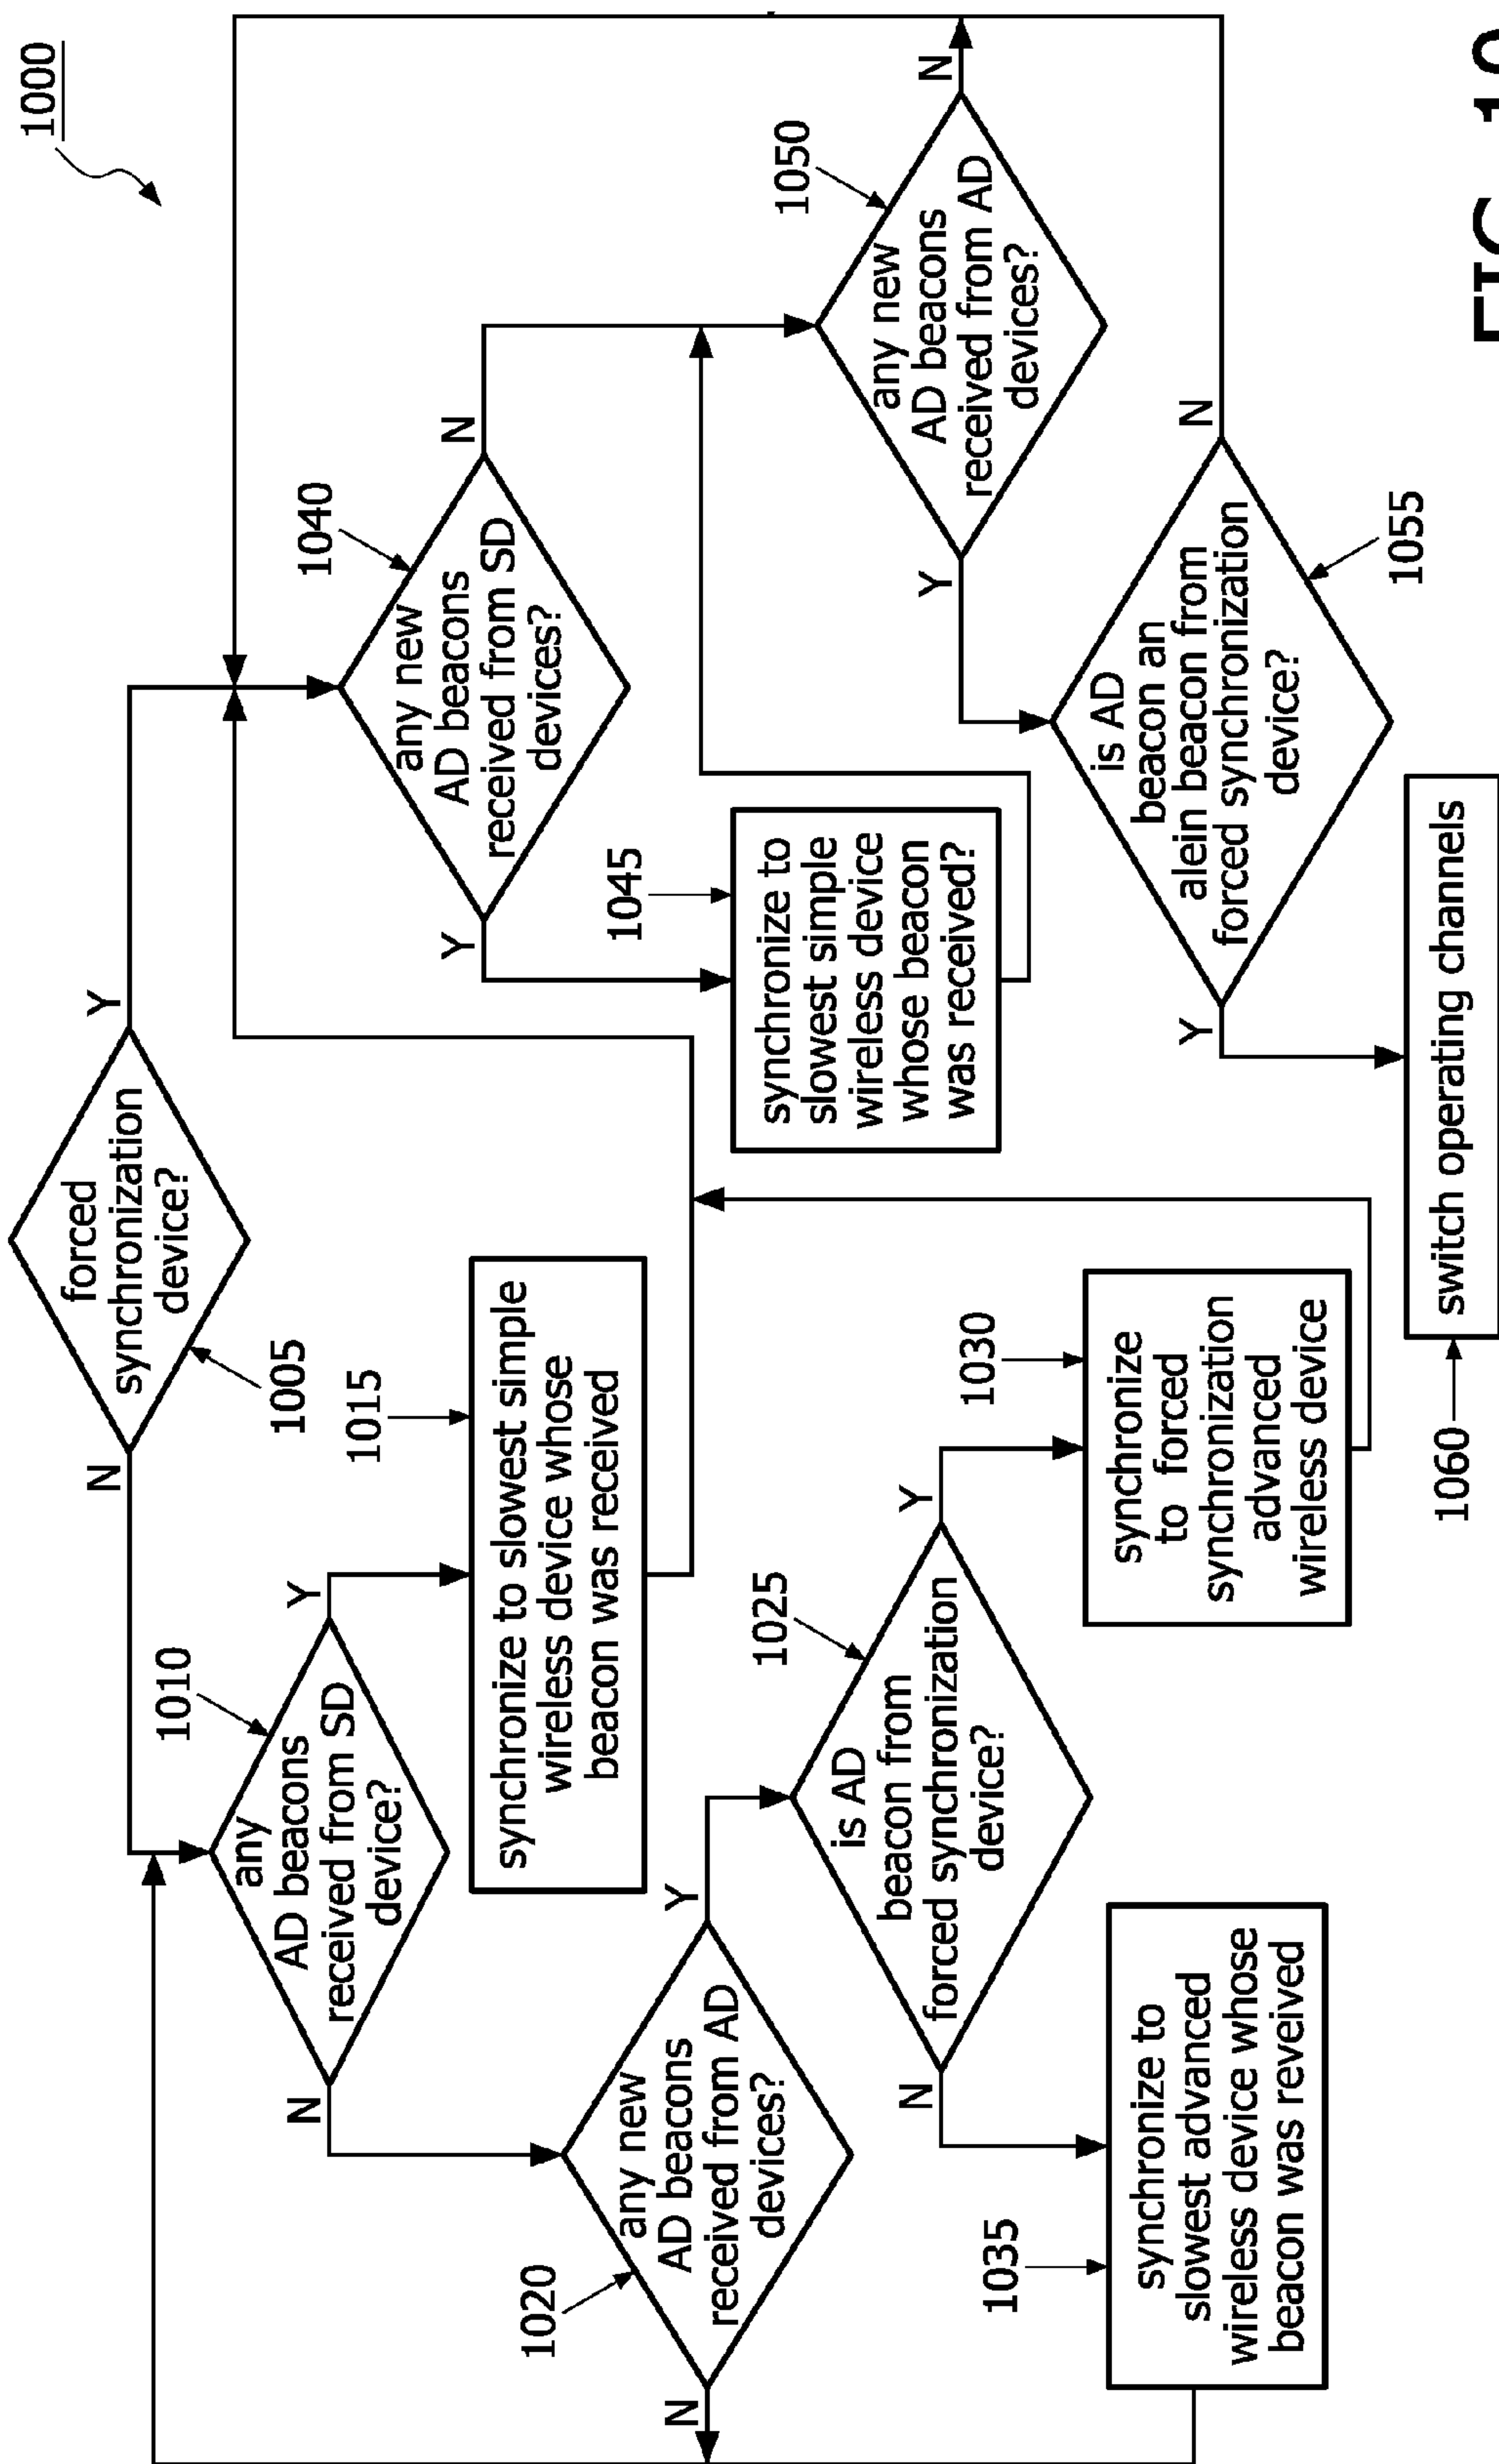 1000
forced
synchronization
device?
1005
N
Y
1010
any
AD beacons
received from SD
device?
N
Y
1015
synchronize to slowest simple
wireless device whose
beacon was received
1020
any new
AD beacons
received from AD
devices?
N
Y
1025
is AD
beacon from
forced synchronization
device?
N
Y
1030
synchronize
to forced
synchronization
advanced
wireless device
1035
synchronize to
slowest advanced
wireless device whose
beacon was reveived
1040
any new
AD beacons
received from SD
devices?
Y
N
1045
synchronize to
slowest simple
wireless device
whose beacon
was received?
1050
any new
AD beacons
received from AD
devices?
Y
N
is AD
beacon an
alein beacon from
forced synchronization
device?
1055
Y
N
1060
switch operating channels